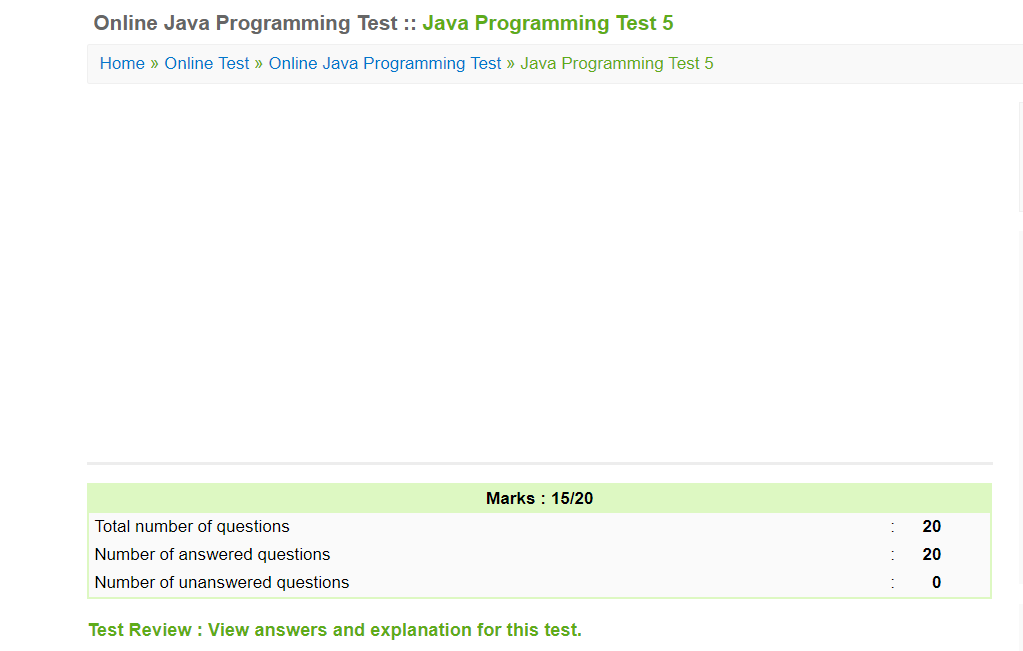 Online Java Programming Test :: Java Programming Test 5
Home » Online Test » Online Java Programming Test » Java Programming Test 5
Marks : 15/20
Total number of questions : 20
Number of answered questions : 20
Number of unanswered questions : 0
Test Review : View answers and explanation for this test.